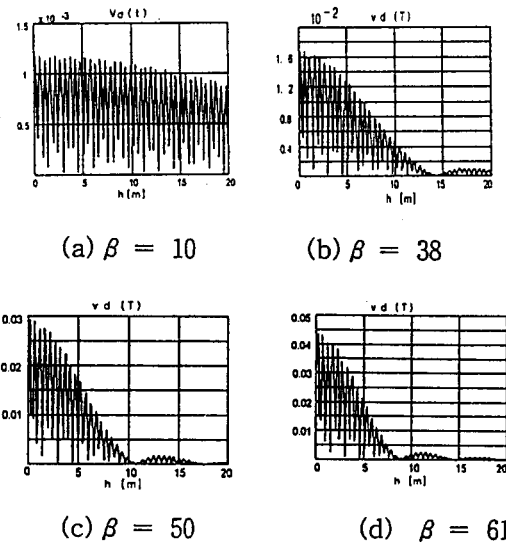 ×10 -3 Vd(t)
1.5
1
0.5
0
0 5 10 15 20
h [m]
(a) β = 10
10 -2 vd (T)
1.6
1.2
0.8
0.4
0
0 5 10 15 20
h [m]
(b) β = 38
vd (T)
0.03
0.02
0.01
0 5 10 15 20
h [m]
(c) β = 50
vd (T)
0.05
0.04
0.03
0.02
0.01
0 5 10 15 20
h [m]
(d) β = 61